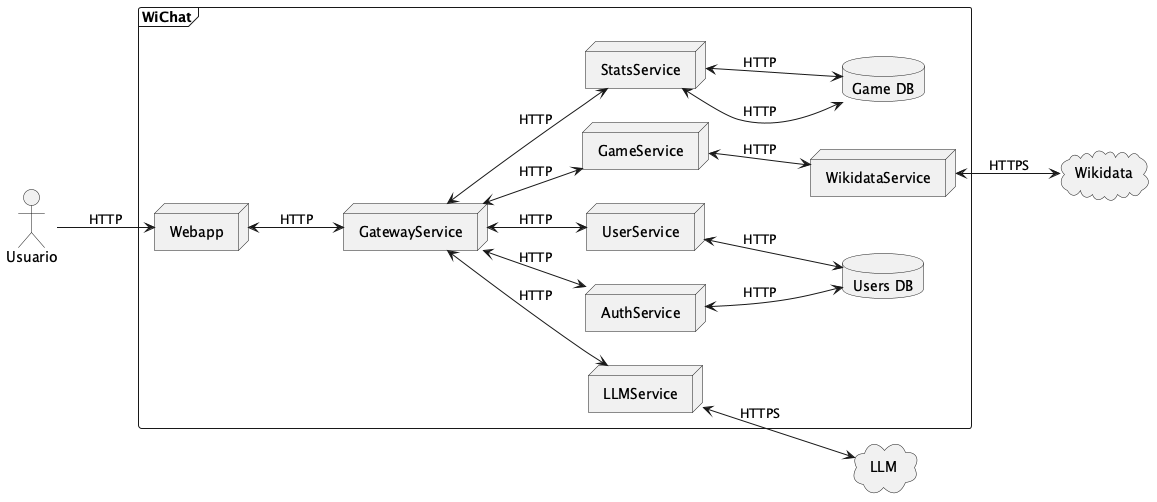 WiChat
StatsService
HTTP
Game DB
HTTP
HTTP
GameService
HTTP
WikidataService
HTTPS
Wikidata
HTTP
Usuario
HTTP
Webapp
HTTP
GatewayService
HTTP
UserService
HTTP
Users DB
HTTP
AuthService
HTTP
HTTP
LLMService
HTTPS
LLM